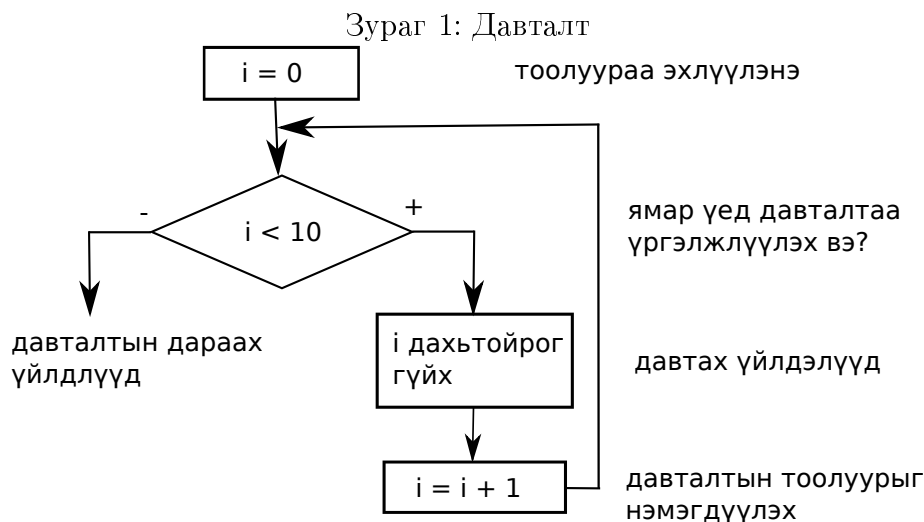 Зураг 1: Давталт
i = 0
тоолуураа эхлүүлэнэ
-
+
i < 10
ямар үед давталтаа
үргэлжлүүлэх вэ?
давталтын дараах
үйлдлүүд
i дахьтойрог
гүйх
давтах үйлдэлүүд
i = i + 1
давталтын тоолуурыг
нэмэгдүүлэх